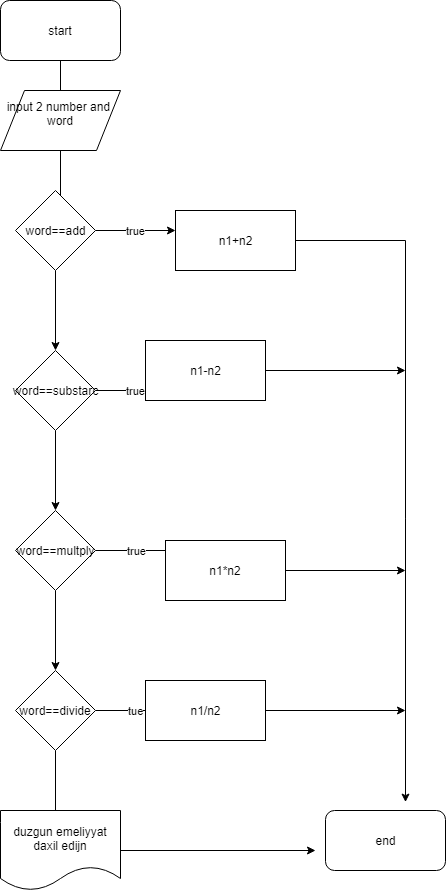 start
input 2 number and
word
word==add
true
n1+n2
word==substarc
true
n1-n2
word==multply
true
n1*n2
word==divide
tue
n1/n2
duzgun emeliyyat
daxil edijn
end